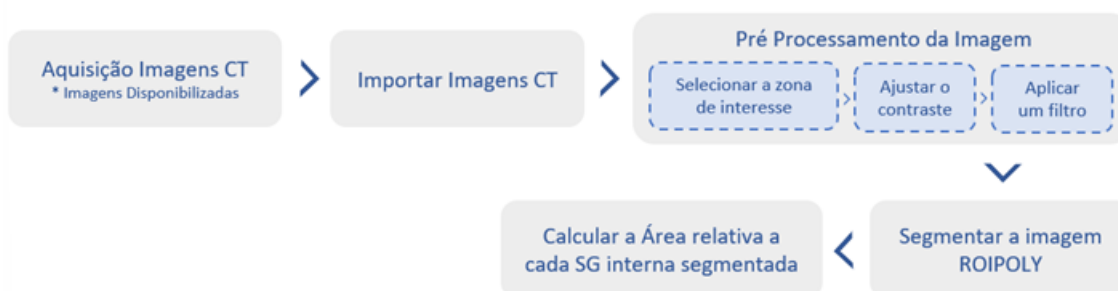 Aquisição Imagens CT
* Imagens Disponibilizadas
Importar Imagens CT
Pré Processamento da Imagem
Selecionar a zona
de interesse
Ajustar o
contraste
Aplicar
um filtro
Segmentar a imagem
ROIPOLY
Calcular a Área relativa a
cada SG interna segmentada